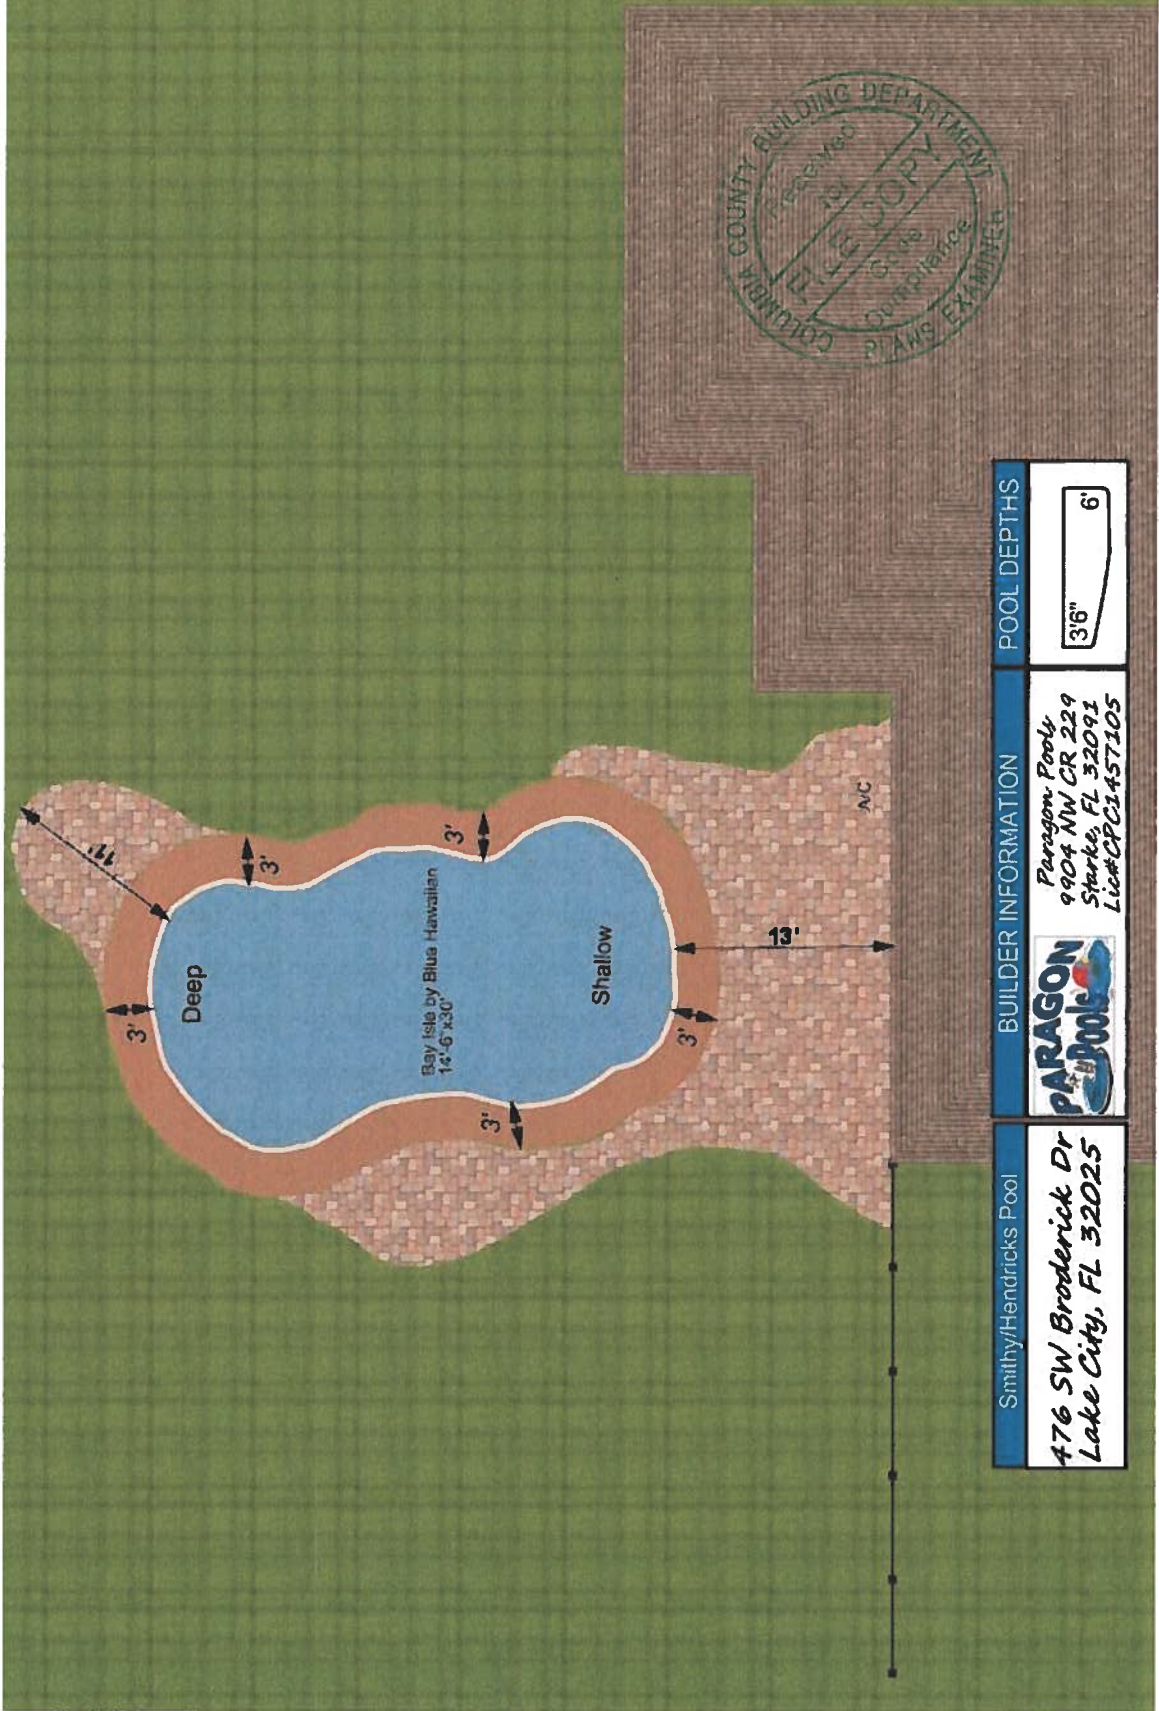 COLUMBIA COUNTY BUILDING DEPARTMENT
Received
for
FILE COPY
Code
Compliance
PLANS EXAMINER
11'
3'
3'
3'
Deep
Bay Isle by Blue Hawaiian
14'-6"x30'
3'
Shallow
3'
13'
A/C
Smithy/Hendricks Pool
476 SW Broderick Dr
Lake City, FL 32025
BUILDER INFORMATION
PARAGON
Pools
Paragon Pools
9904 NW CR 229
Starke, FL 32091
Lic#CPC1457105
POOL DEPTHS
3'6"
6'